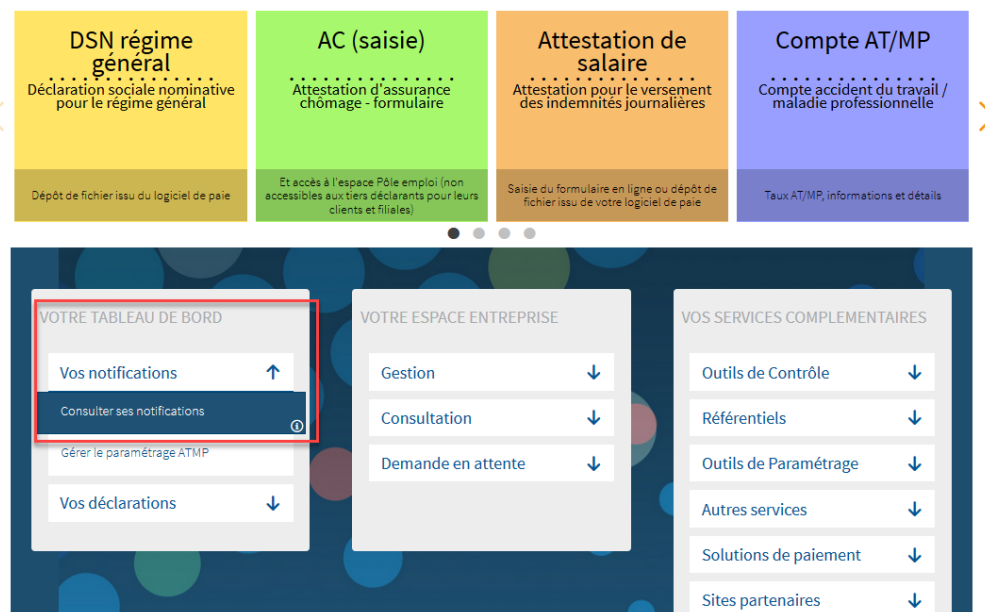 DSN régime
général
Déclaration sociale nominative
pour le régime général
Dépôt de fichier issu du logiciel de paie
AC (saisie)
Attestation d'assurance
chômage - formulaire
Et accès à l'espace Pôle emploi (non
accessibles aux tiers déclarants pour leurs
clients et filiales)
Attestation de
salaire
Attestation pour le versement
des indemnités journalières
Saisie du formulaire en ligne ou dépôt de
fichier issu de votre logiciel de paie
Compte AT/MP
Compte accident du travail /
maladie professionnelle
Taux AT/MP, informations et détails
VOTRE TABLEAU DE BORD
Vos notifications
Consulter ses notifications
Gérer le paramétrage ATMP
Vos déclarations
VOTRE ESPACE ENTREPRISE
Gestion
Consultation
Demande en attente
VOS SERVICES COMPLEMENTAIRES
Outils de Contrôle
Référentiels
Outils de Paramétrage
Autres services
Solutions de paiement
Sites partenaires